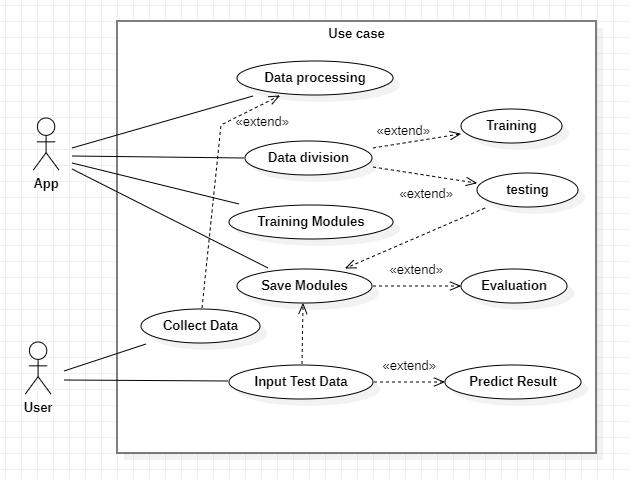 Use case
Data processing
«extend»
Training
«extend»
App
Data division
«extend»
testing
Training Modules
Save Modules
«extend»
Evaluation
Collect Data
User
Input Test Data
«extend»
Predict Result